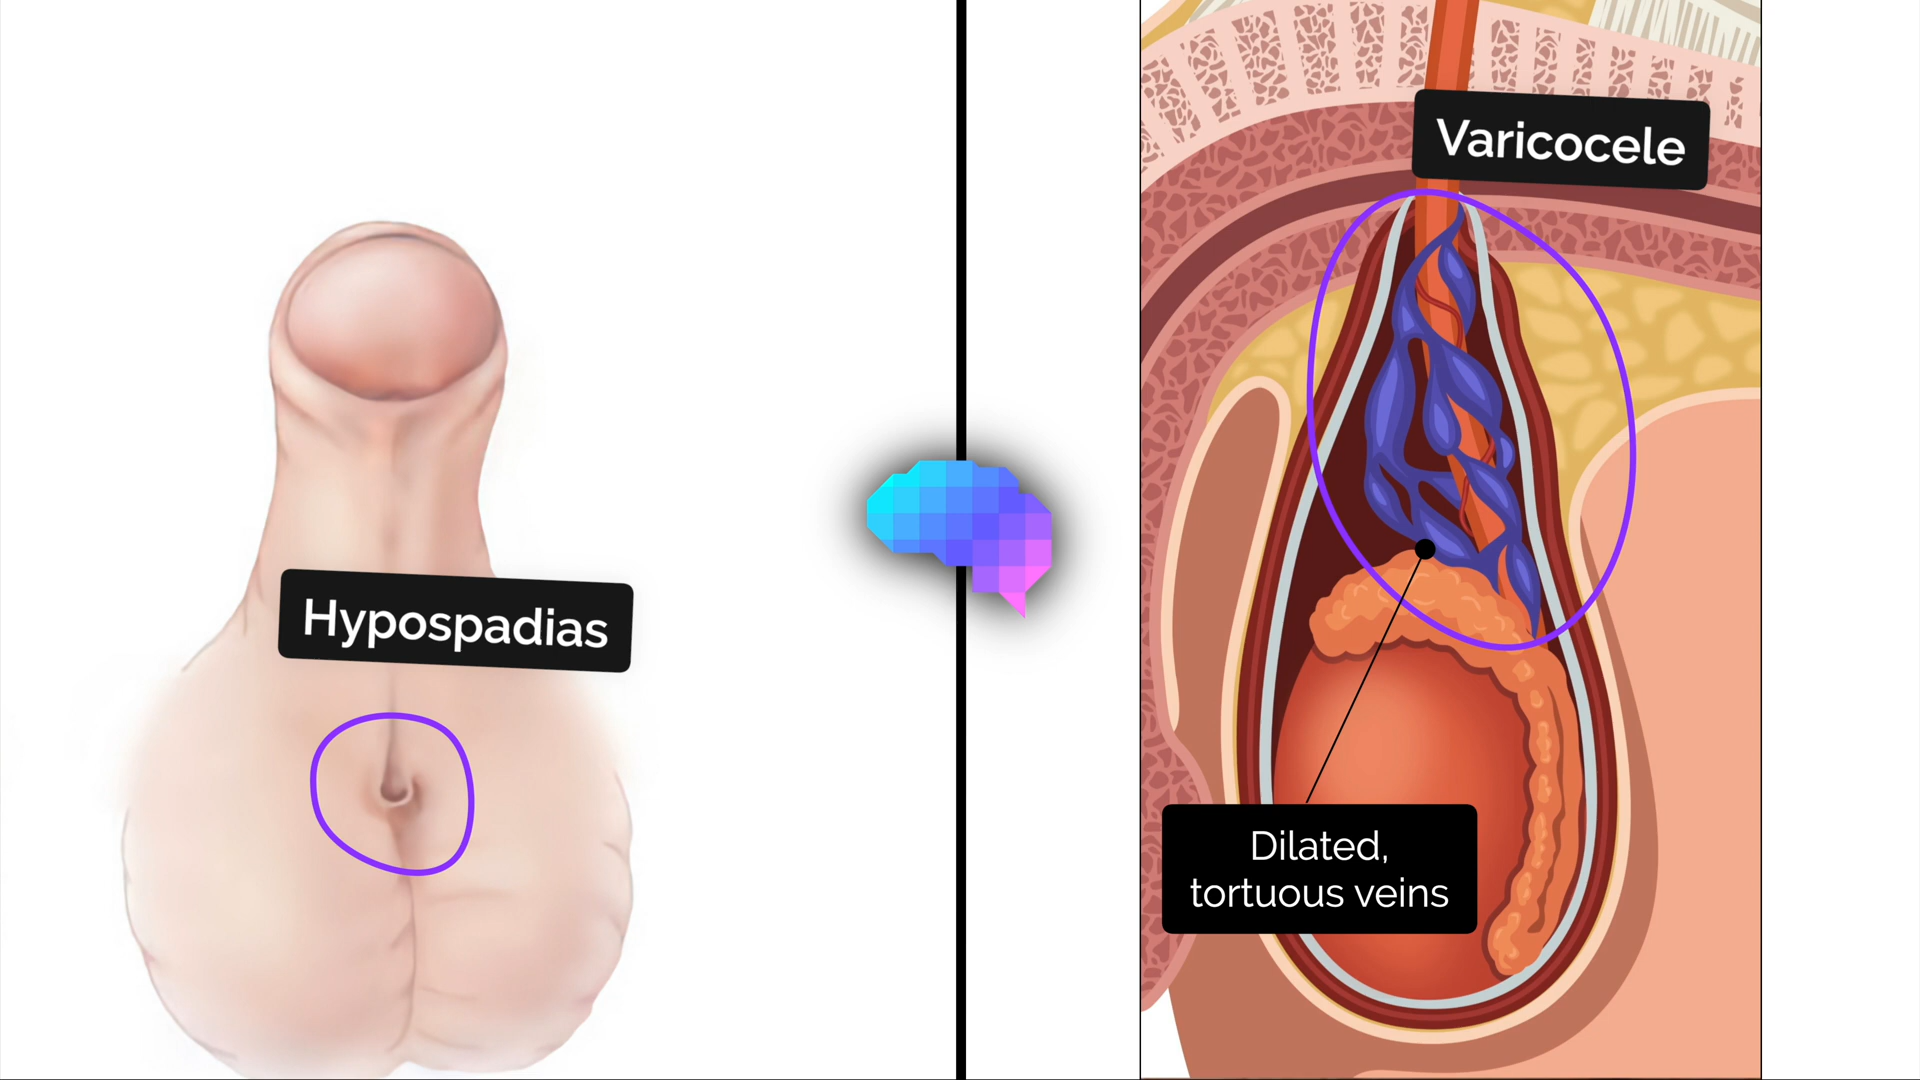 Hypospadias
Varicocele
Dilated,
tortuous veins